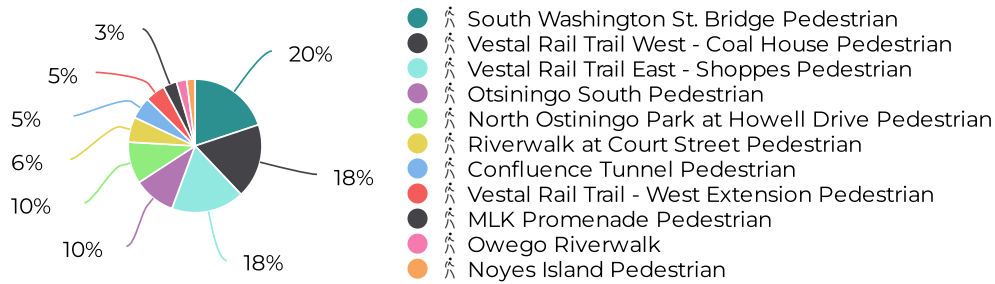 3%
20%
5%
5%
6%
18%
10%
10%
18%
South Washington St. Bridge Pedestrian
Vestal Rail Trail West - Coal House Pedestrian
Vestal Rail Trail East - Shoppes Pedestrian
Otsiningo South Pedestrian
North Ostiningo Park at Howell Drive Pedestrian
Riverwalk at Court Street Pedestrian
Confluence Tunnel Pedestrian
Vestal Rail Trail - West Extension Pedestrian
MLK Promenade Pedestrian
Owego Riverwalk
Noyes Island Pedestrian